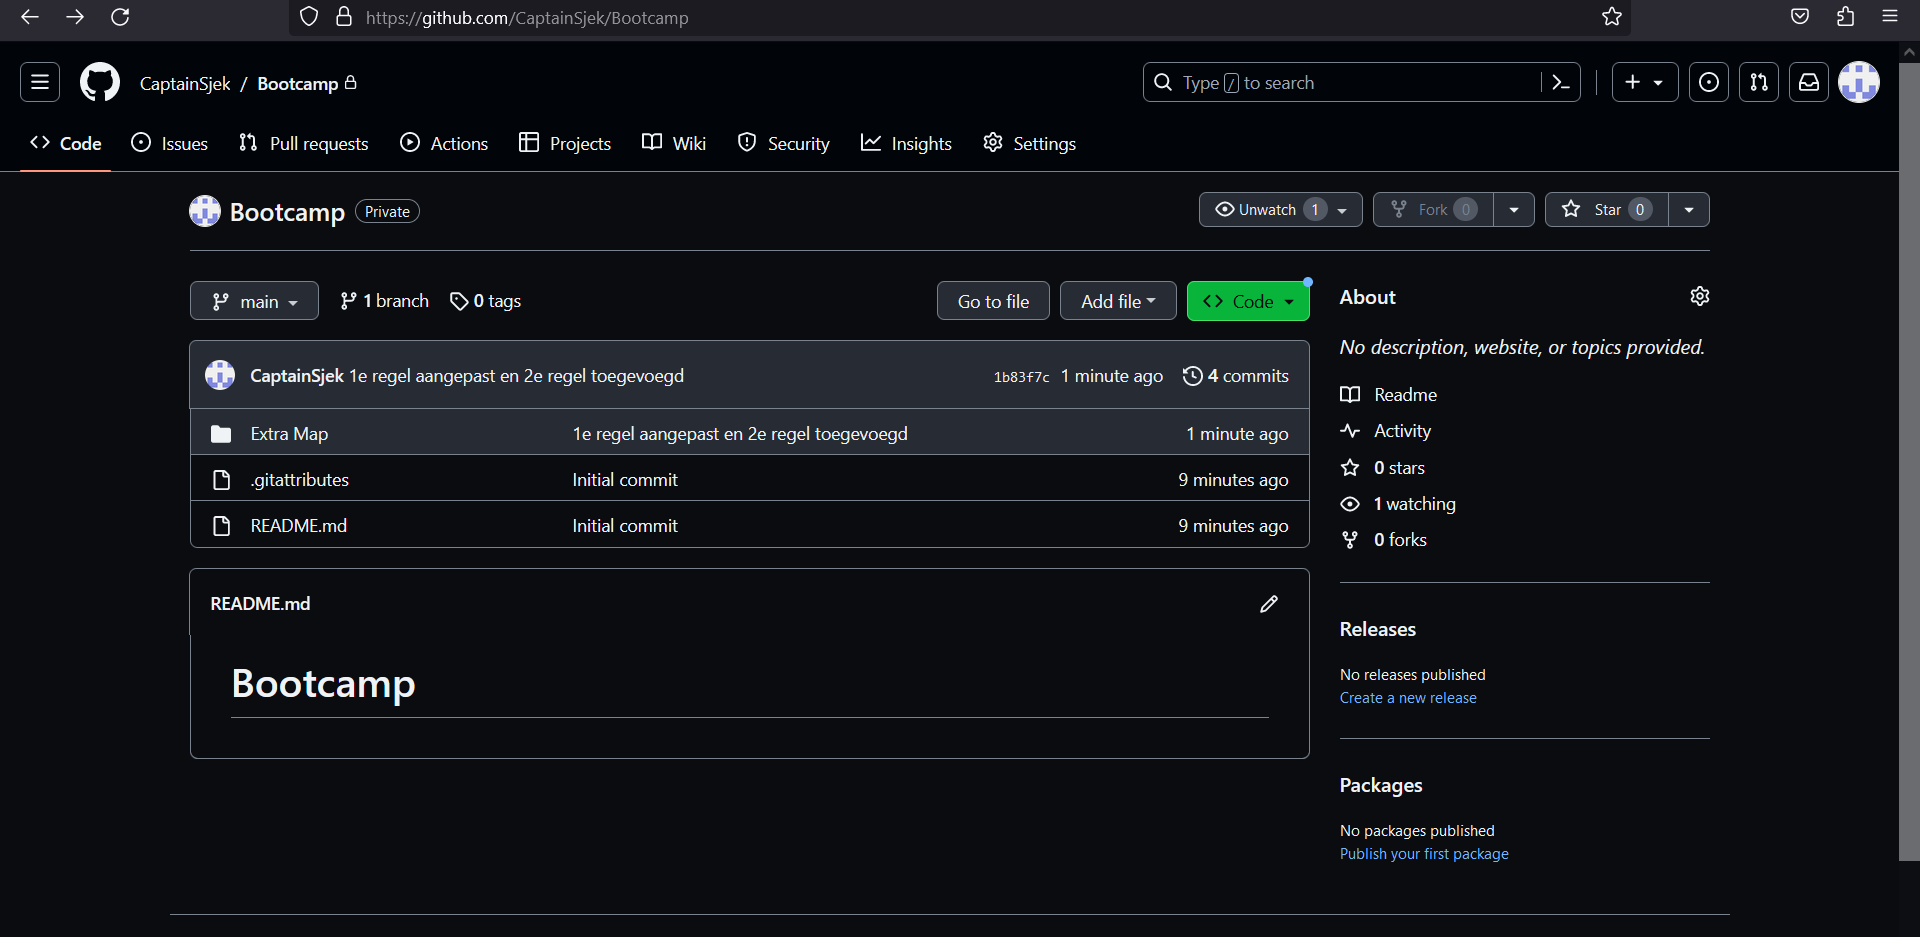 https://github.com/CaptainSjek/Bootcamp
CaptainSjek / Bootcamp
Type / to search
Code Issues Pull requests Actions Projects Wiki Security Insights Settings
Bootcamp Private
Unwatch 1 Fork 0 Star 0
main 1 branch 0 tags
Go to file Add file Code
CaptainSjek 1e regel aangepast en 2e regel toegevoegd 1b83f7c 1 minute ago 4 commits
Extra Map 1e regel aangepast en 2e regel toegevoegd 1 minute ago
.gitattributes Initial commit 9 minutes ago
README.md Initial commit 9 minutes ago
README.md
Bootcamp
About
No description, website, or topics provided.
Readme
Activity
0 stars
1 watching
0 forks
Releases
No releases published
Create a new release
Packages
No packages published
Publish your first package